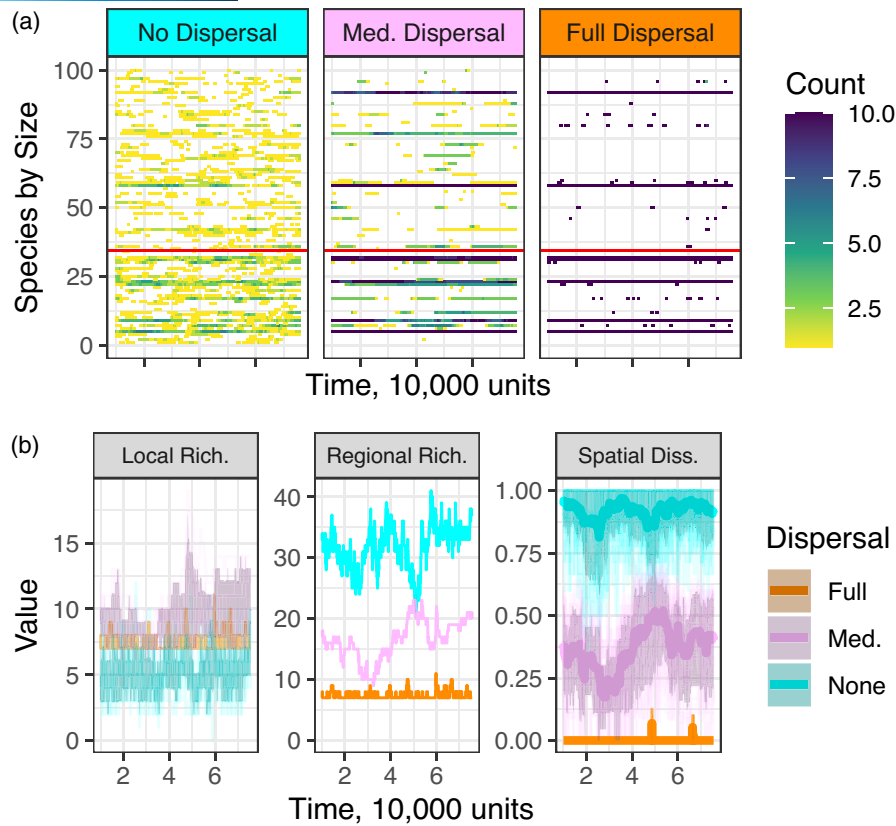 (a)
No Dispersal Med. Dispersal Full Dispersal
100
75
50
25
0
Species by Size
Time, 10,000 units
Count
10.0
7.5
5.0
2.5
(b)
Local Rich. Regional Rich. Spatial Diss.
15
10
5
0
40
30
20
10
0
1.00
0.75
0.50
0.25
0.00
Value
2 4 6 2 4 6 2 4 6
Time, 10,000 units
Dispersal
Full
Med.
None